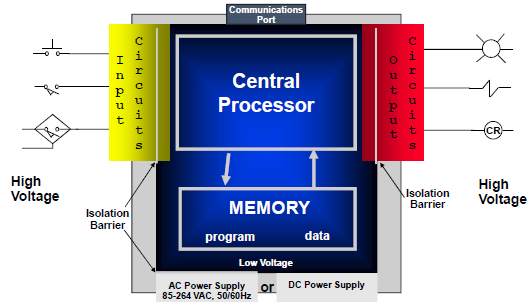 Communications
Port
Input
Circuits
Central
Processor
Output
Circuits
CR
High
Voltage
Isolation
Barrier
MEMORY
program data
Isolation
Barrier
High
Voltage
Low Voltage
AC Power Supply
85-264 VAC, 50/60Hz
or
DC Power Supply